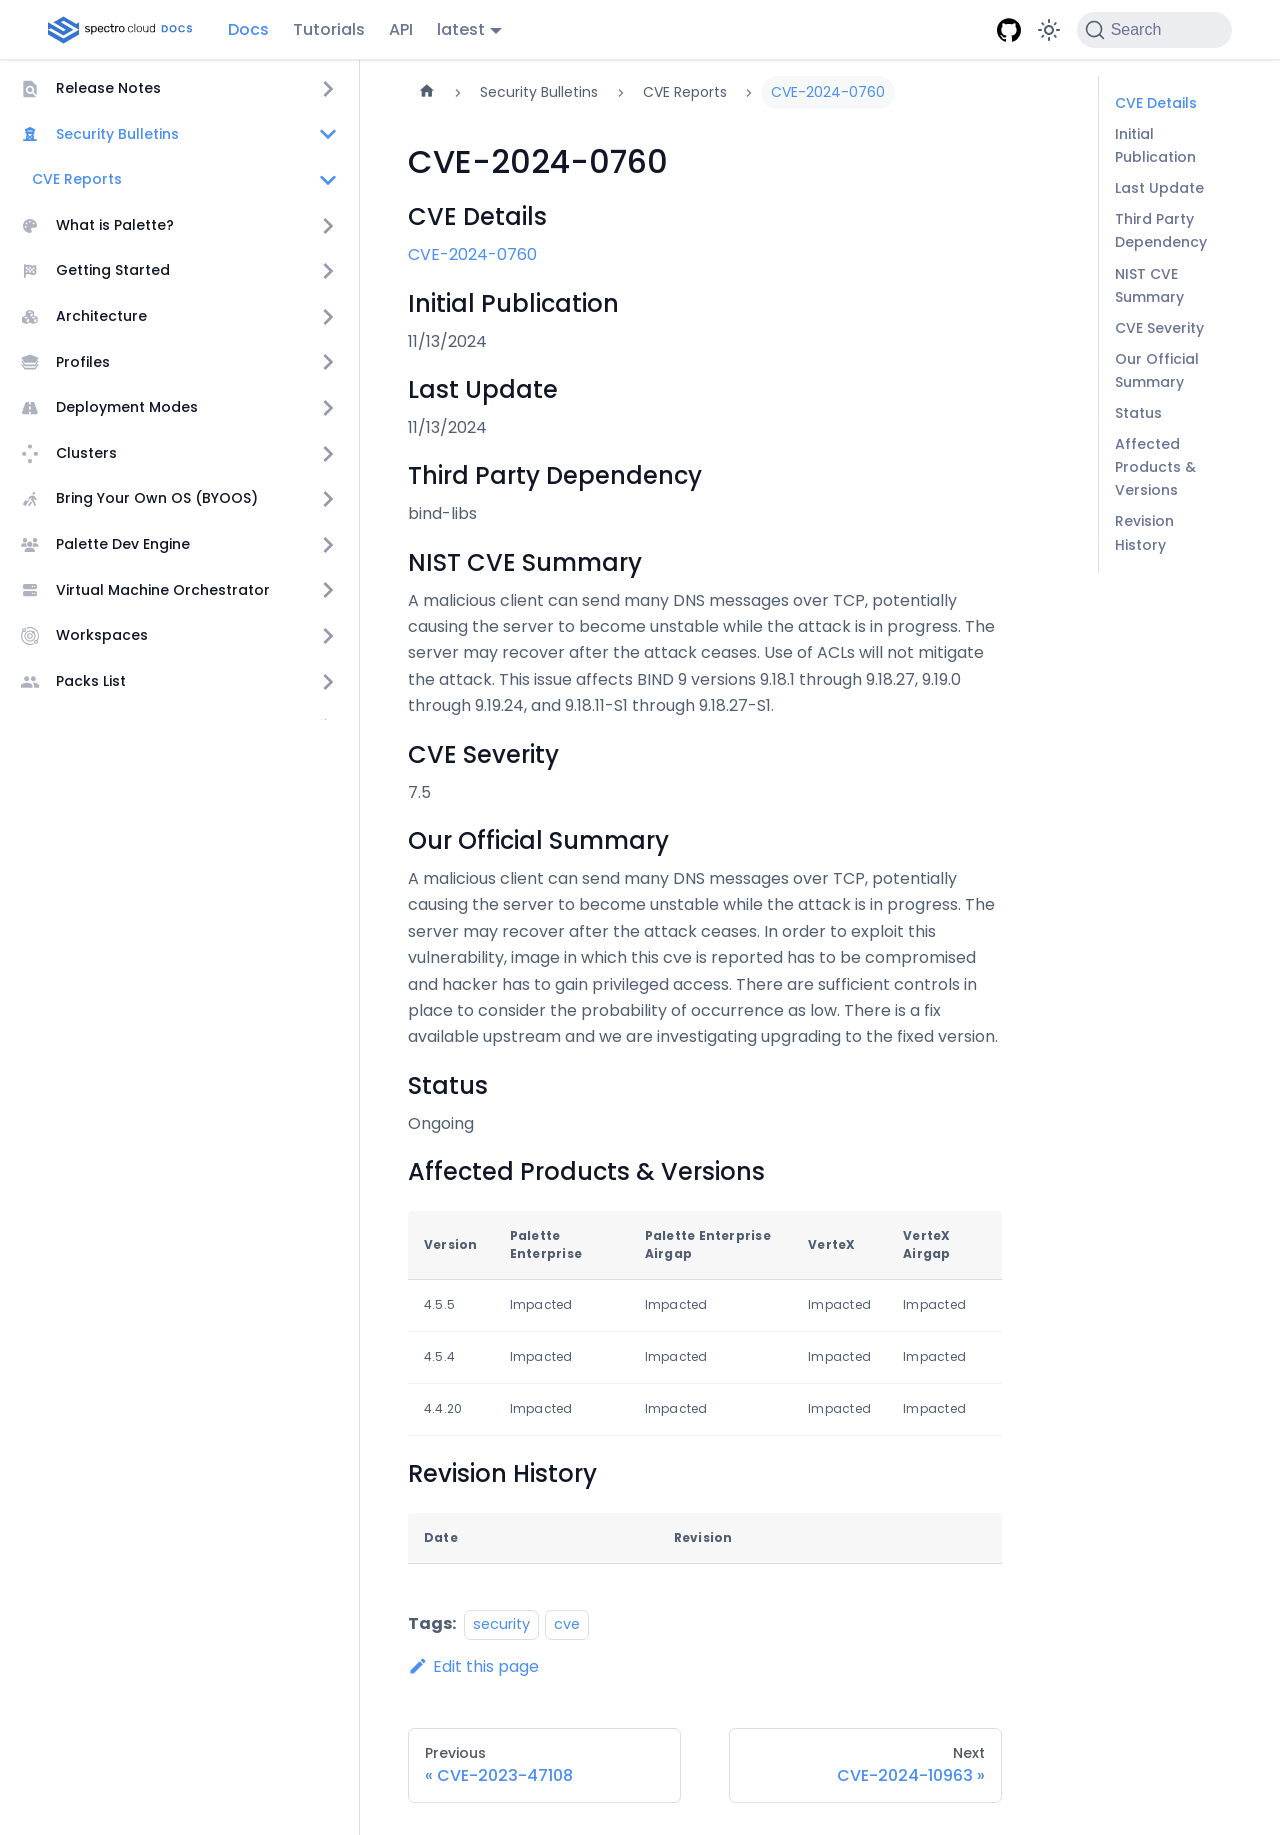 spectro cloud DOCS
Docs
Tutorials
API
latest
Search
Release Notes
Security Bulletins
CVE Reports
What is Palette?
Getting Started
Architecture
Profiles
Deployment Modes
Clusters
Bring Your Own OS (BYOOS)
Palette Dev Engine
Virtual Machine Orchestrator
Workspaces
Packs List
Security Bulletins
CVE Reports
CVE-2024-0760
CVE-2024-0760
CVE Details
CVE-2024-0760
Initial Publication
11/13/2024
Last Update
11/13/2024
Third Party Dependency
bind-libs
NIST CVE Summary
A malicious client can send many DNS messages over TCP, potentially
causing the server to become unstable while the attack is in progress. The
server may recover after the attack ceases. Use of ACLs will not mitigate
the attack. This issue affects BIND 9 versions 9.18.1 through 9.18.27, 9.19.0
through 9.19.24, and 9.18.11-S1 through 9.18.27-S1.
CVE Severity
7.5
Our Official Summary
A malicious client can send many DNS messages over TCP, potentially
causing the server to become unstable while the attack is in progress. The
server may recover after the attack ceases. In order to exploit this
vulnerability, image in which this cve is reported has to be compromised
and hacker has to gain privileged access. There are sufficient controls in
place to consider the probability of occurrence as low. There is a fix
available upstream and we are investigating upgrading to the fixed version.
Status
Ongoing
Affected Products & Versions
Version Palette Enterprise Palette Enterprise Airgap VerteX VerteX Airgap
4.5.5 Impacted Impacted Impacted Impacted
4.5.4 Impacted Impacted Impacted Impacted
4.4.20 Impacted Impacted Impacted Impacted
Revision History
Date Revision
Tags: security cve
Edit this page
Previous
« CVE-2023-47108
Next
CVE-2024-10963 »
CVE Details
Initial
Publication
Last Update
Third Party
Dependency
NIST CVE
Summary
CVE Severity
Our Official
Summary
Status
Affected
Products &
Versions
Revision
History